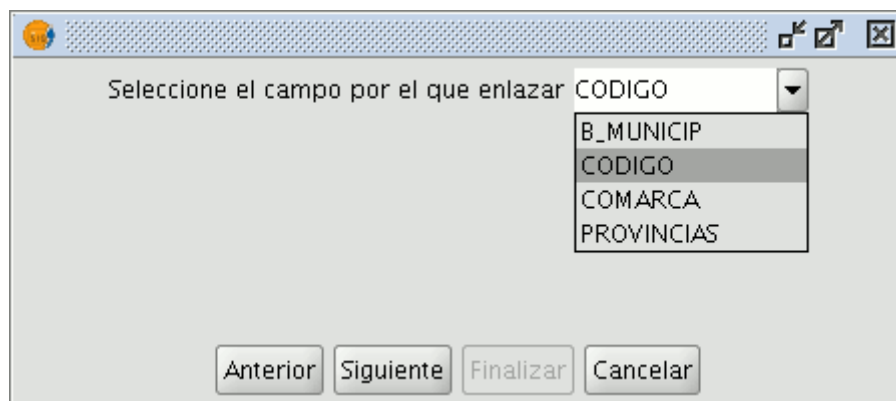 Seleccione el campo por el que enlazar CODIGO
B_MUNICIP
CODIGO
COMARCA
PROVINCIAS
Anterior Siguiente Finalizar Cancelar